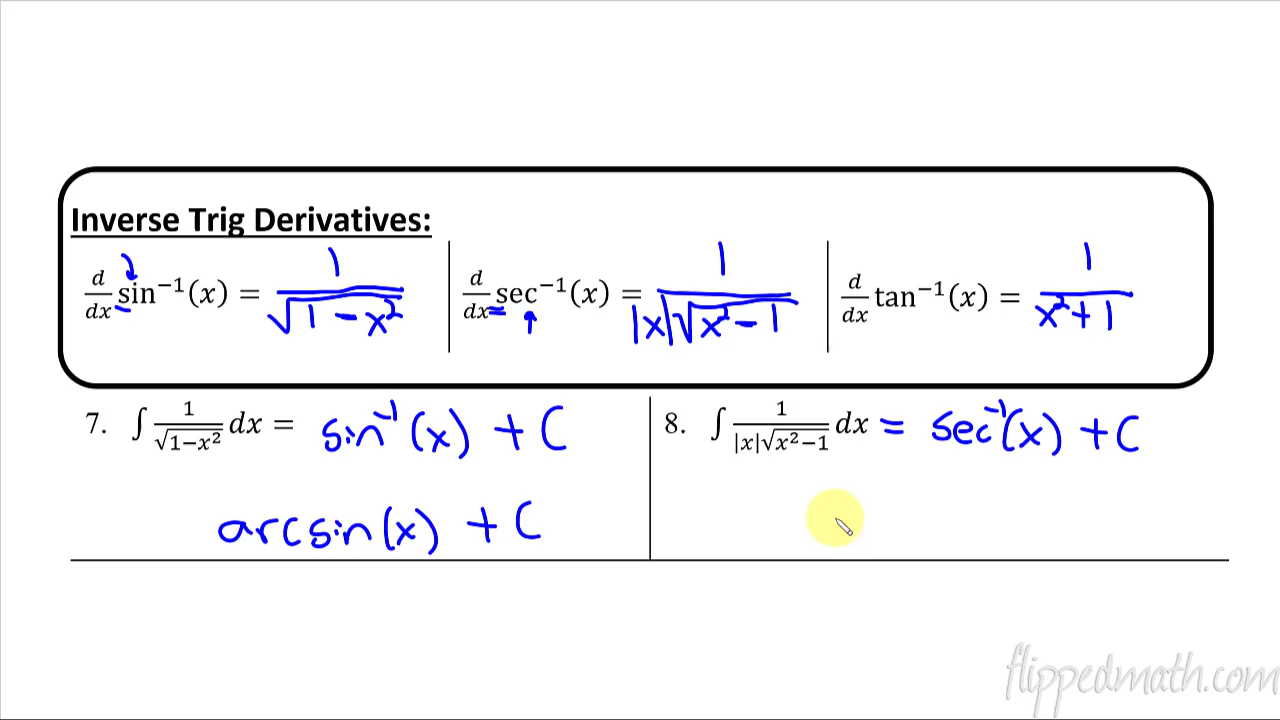 Inverse Trig Derivatives:
d/dx sin⁻¹(x) = 1/√(1 − x²)
d/dx sec⁻¹(x) = 1/(|x|√(x² − 1))
d/dx tan⁻¹(x) = 1/(x² + 1)
7. ∫ 1/√(1−x²) dx = sin⁻¹(x) + C
arcsin(x) + C
8. ∫ 1/(|x|√(x²−1)) dx = sec⁻¹(x) + C
flippedmath.com